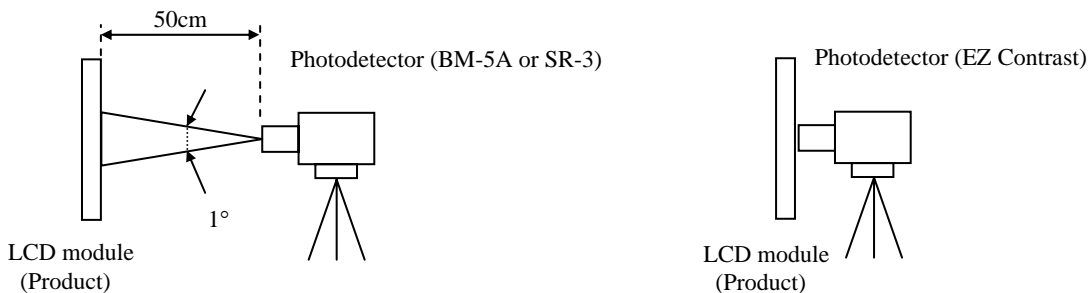 50cm
Photodetector (BM-5A or SR-3)
1°
LCD module
(Product)
Photodetector (EZ Contrast)
LCD module
(Product)